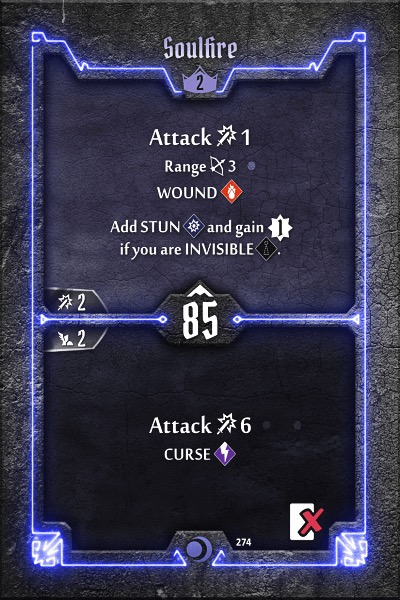 Soulfire
2
Attack 1
Range 3
WOUND
Add STUN and gain 1
if you are INVISIBLE.
2
85
2
Attack 6
CURSE
274